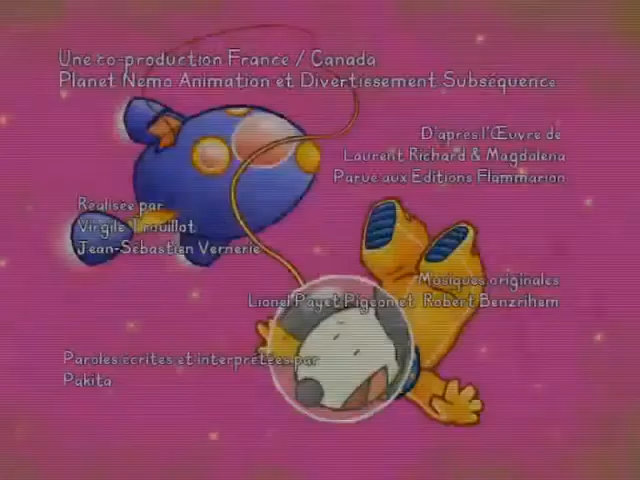 Une co-production France / Canada
Planet Nemo Animation et Divertissement Subséquence
D'après l'Œuvre de
Laurent Richard & Magdalena
Parue aux Editions Flammarion
Réalisée par
Virgile Trouillot
Jean-Sébastien Vernerie
Musiques originales
Lionel Payet Pigeon et Robert Benzrihem
Paroles écrites et interprétées par
Pakita